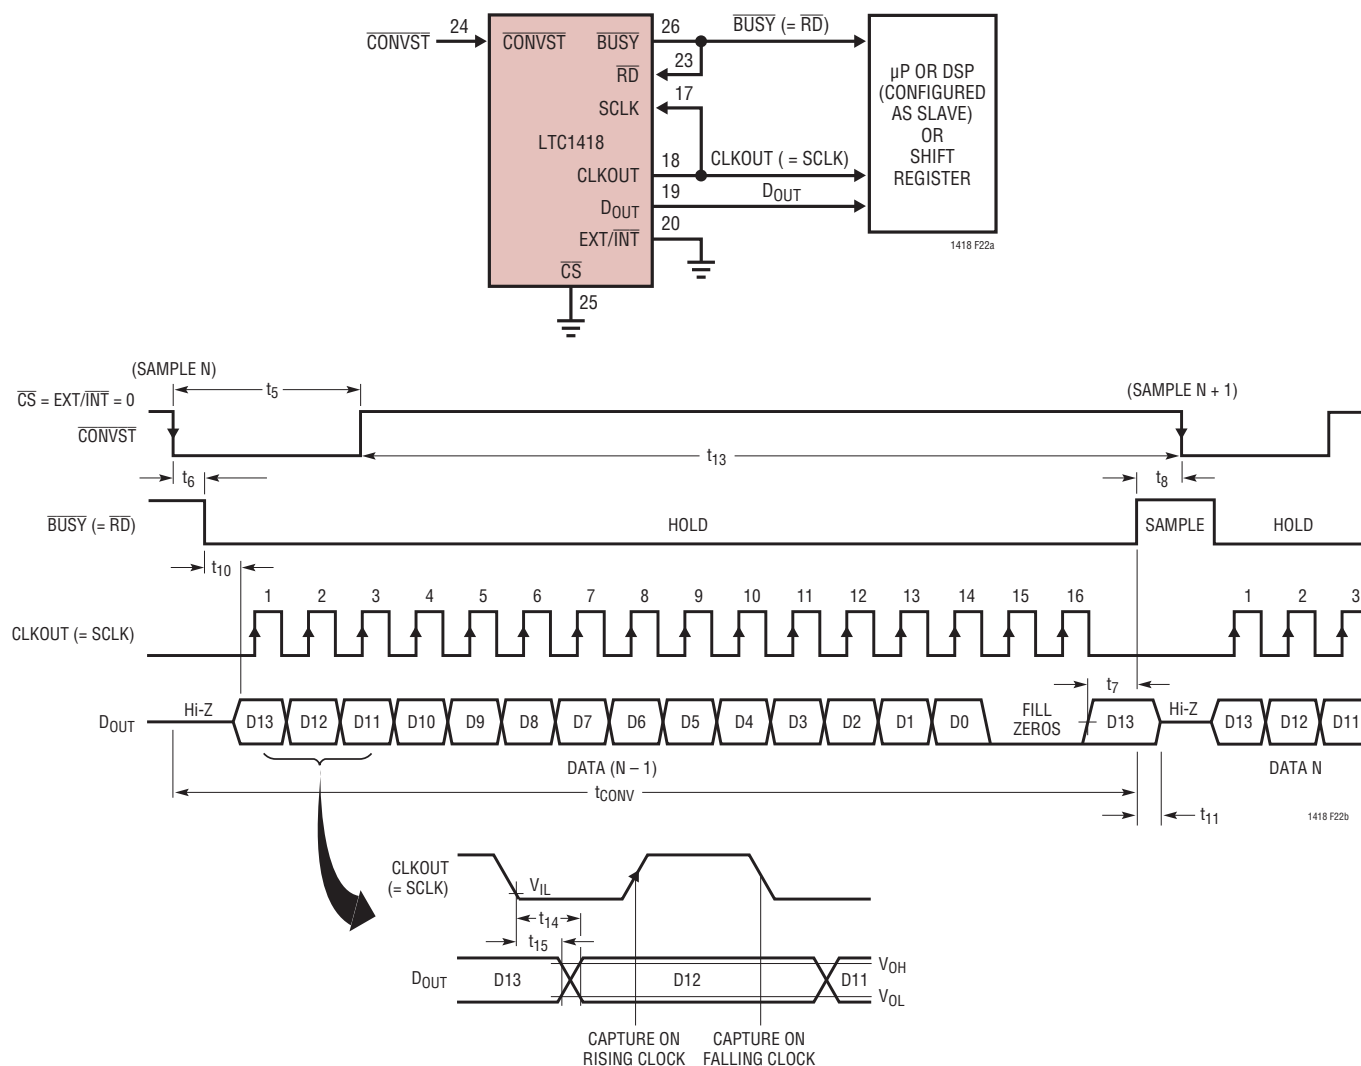 CONVST
24
CONVST
BUSY
26
BUSY (= RD)
RD
23
SCLK
17
LTC1418
CLKOUT
18
CLKOUT ( = SCLK)
DOUT
19
DOUT
EXT/INT
20
CS
25
µP OR DSP
(CONFIGURED
AS SLAVE)
OR
SHIFT
REGISTER
1418 F22a
(SAMPLE N)
t5
(SAMPLE N + 1)
CS = EXT/INT = 0
CONVST
t13
t6
t8
BUSY (= RD)
HOLD
SAMPLE
HOLD
t10
1 2 3 4 5 6 7 8 9 10 11 12 13 14 15 16 1 2 3
CLKOUT (= SCLK)
t7
DOUT
Hi-Z
D13 D12 D11 D10 D9 D8 D7 D6 D5 D4 D3 D2 D1 D0
FILL
ZEROS
D13
Hi-Z
D13 D12 D11
DATA (N – 1)
DATA N
tCONV
t11
1418 F22b
CLKOUT
(= SCLK)
VIL
t14
t15
DOUT
D13
D12
D11
VOH
VOL
CAPTURE ON
RISING CLOCK
CAPTURE ON
FALLING CLOCK